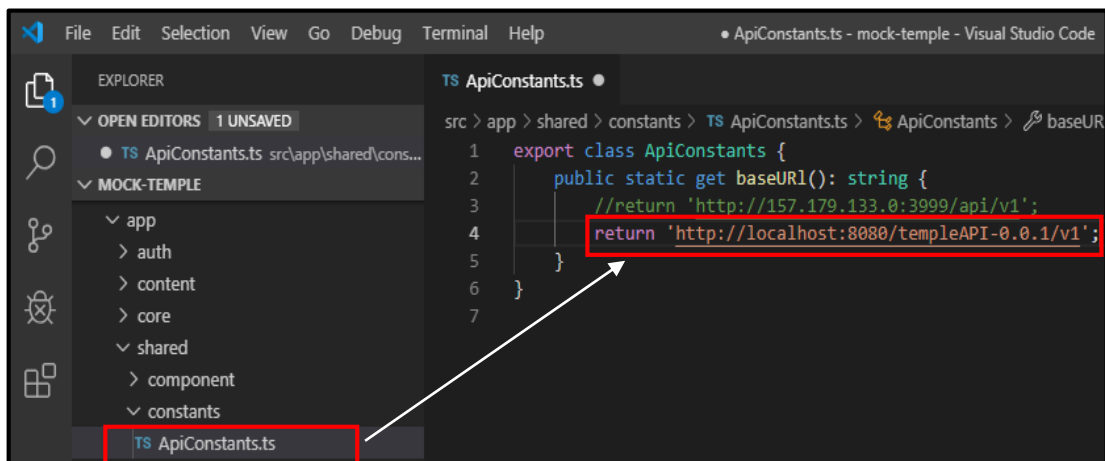 File Edit Selection View Go Debug Terminal Help ● ApiConstants.ts - mock-temple - Visual Studio Code
EXPLORER
OPEN EDITORS 1 UNSAVED
● TS ApiConstants.ts src\app\shared\cons...
MOCK-TEMPLE
app
auth
content
core
shared
component
constants
TS ApiConstants.ts
1
TS ApiConstants.ts ●
src > app > shared > constants > TS ApiConstants.ts > ApiConstants > baseUR
1 export class ApiConstants {
2 public static get baseURl(): string {
3 //return 'http://157.179.133.0:3999/api/v1';
4 return 'http://localhost:8080/templeAPI-0.0.1/v1';
5 }
6 }
7